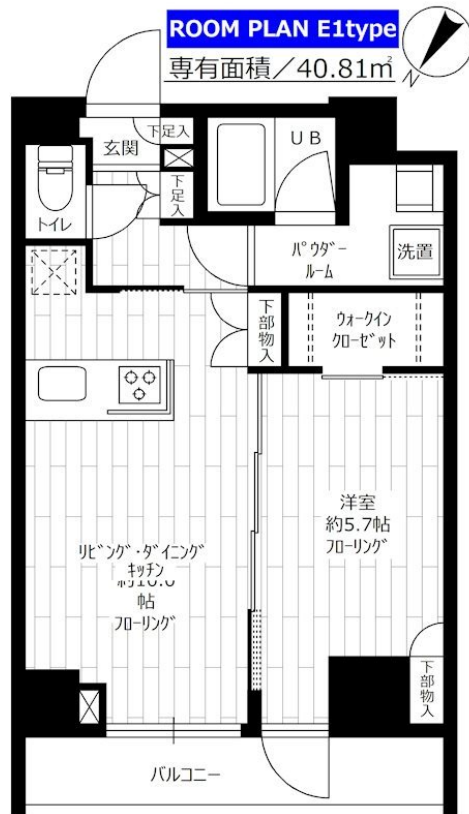 ROOM PLAN E1type
専有面積／40.81㎡
N
玄関
下足入
UB
下足入
トイレ
パウダー
ルーム
洗置
下部物入
ウォークイン
クローゼット
洋室
約5.7帖
フローリング
リビング・ダイニング
キッチン
帖
フローリング
下部物入
バルコニー